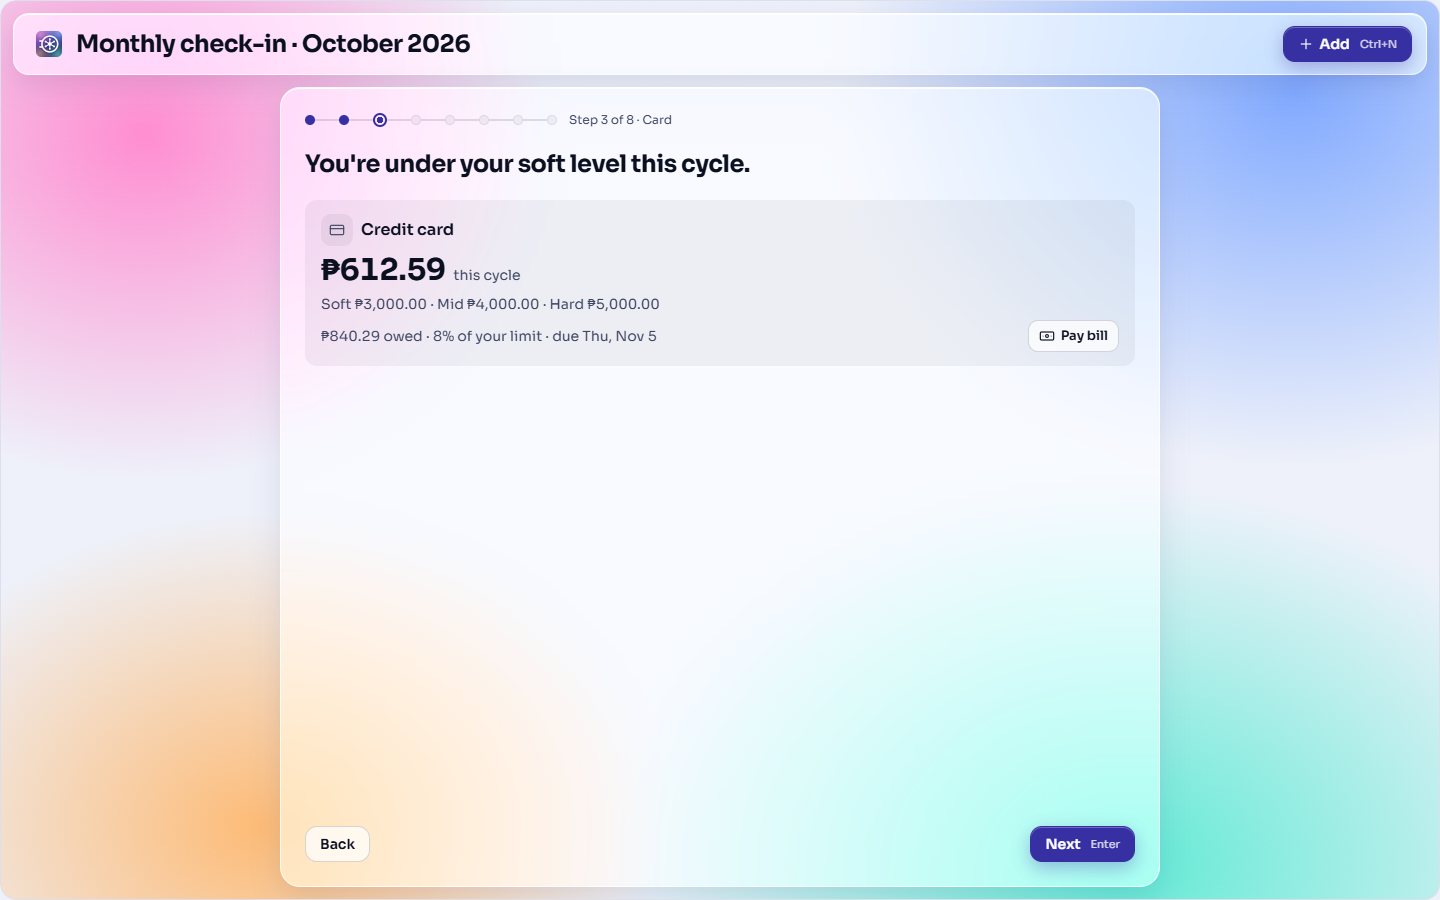 Monthly check-in · October 2026
+ Add Ctrl+N
Step 3 of 8 · Card
You're under your soft level this cycle.
Credit card
₱612.59 this cycle
Soft ₱3,000.00 · Mid ₱4,000.00 · Hard ₱5,000.00
₱840.29 owed · 8% of your limit · due Thu, Nov 5
Pay bill
Back
Next Enter